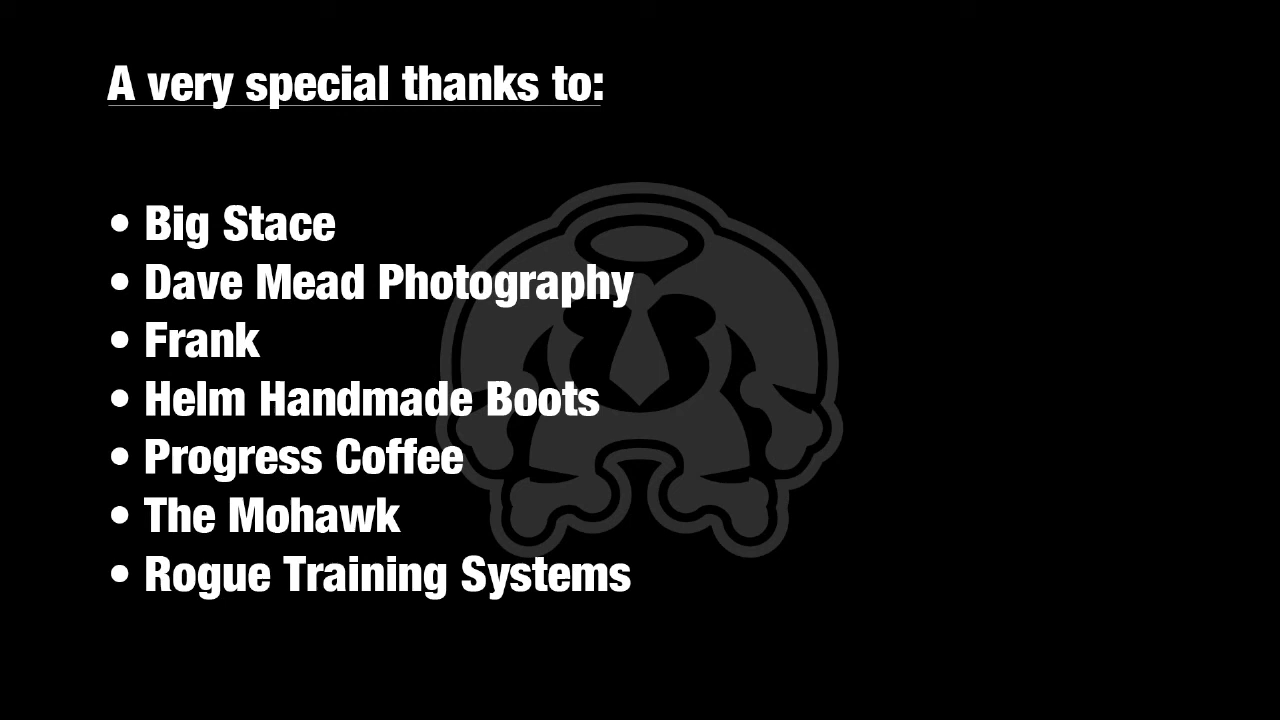 A very special thanks to:
• Big Stace
• Dave Mead Photography
• Frank
• Helm Handmade Boots
• Progress Coffee
• The Mohawk
• Rogue Training Systems